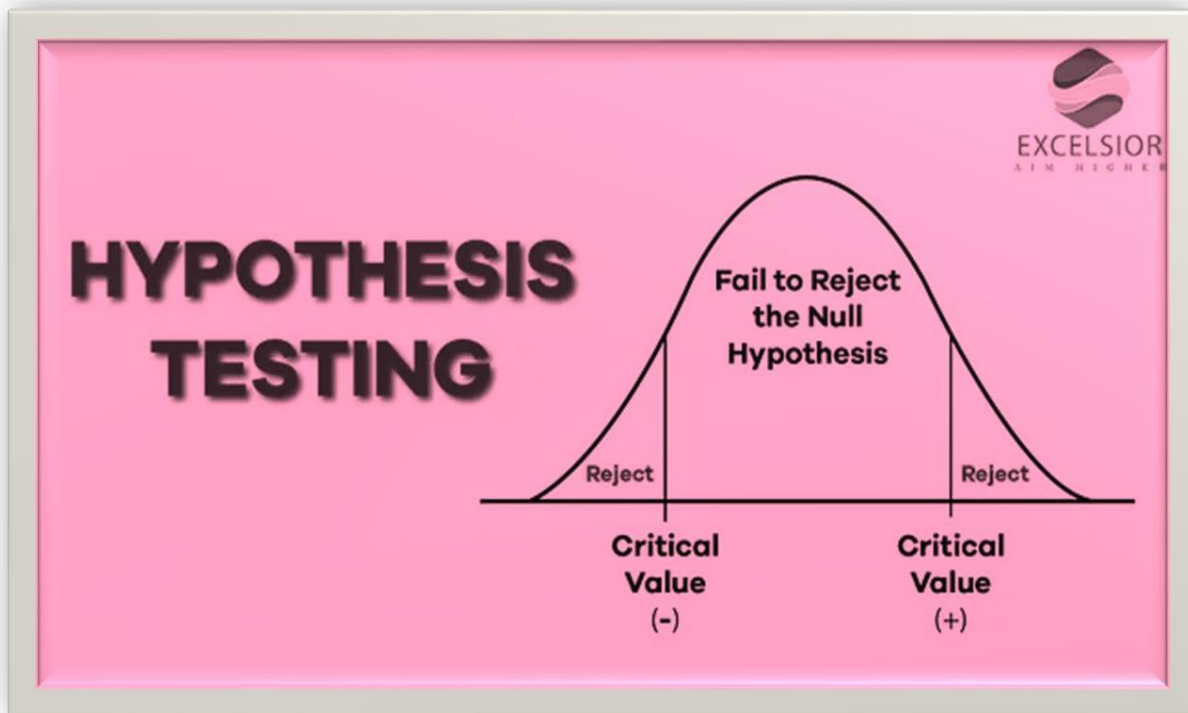 EXCELSIOR
AIM HIGHER
HYPOTHESIS
TESTING
Fail to Reject
the Null
Hypothesis
Reject
Reject
Critical
Value
(-)
Critical
Value
(+)